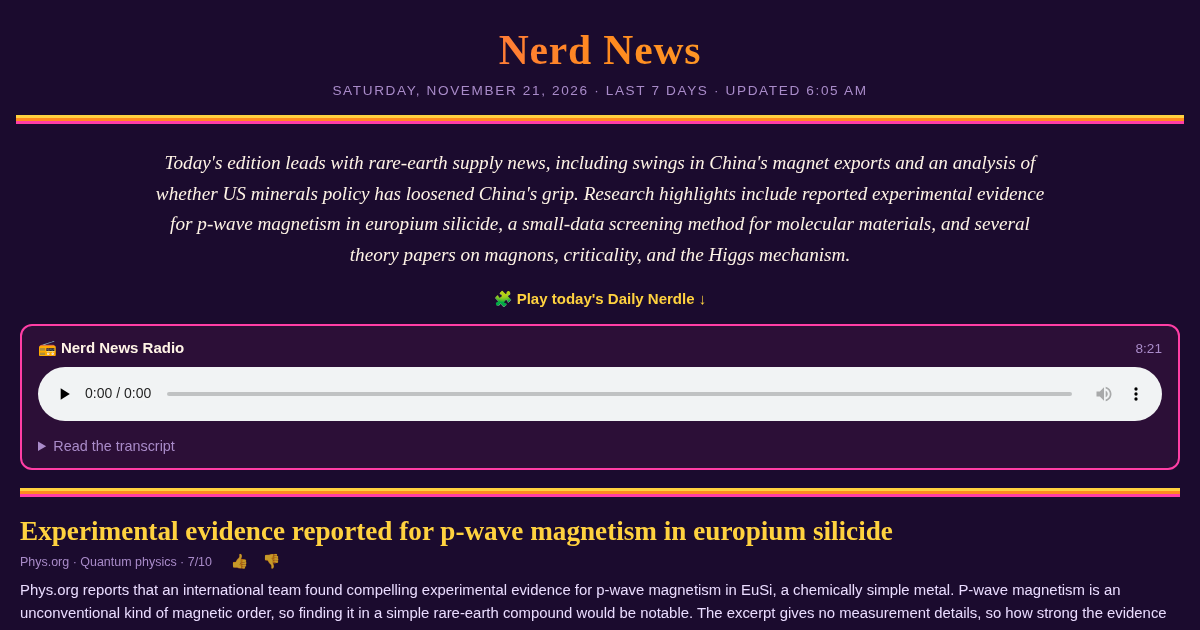 Nerd News
SATURDAY, NOVEMBER 21, 2026 · LAST 7 DAYS · UPDATED 6:05 AM
Today's edition leads with rare-earth supply news, including swings in China's magnet exports and an analysis of
whether US minerals policy has loosened China's grip. Research highlights include reported experimental evidence
for p-wave magnetism in europium silicide, a small-data screening method for molecular materials, and several
theory papers on magnons, criticality, and the Higgs mechanism.
🧩 Play today's Daily Nerdle ↓
📻 Nerd News Radio
8:21
0:00 / 0:00
Read the transcript
Experimental evidence reported for p-wave magnetism in europium silicide
Phys.org · Quantum physics · 7/10 👍 👎
Phys.org reports that an international team found compelling experimental evidence for p-wave magnetism in EuSi, a chemically simple metal. P-wave magnetism is an
unconventional kind of magnetic order, so finding it in a simple rare-earth compound would be notable. The excerpt gives no measurement details, so how strong the evidence